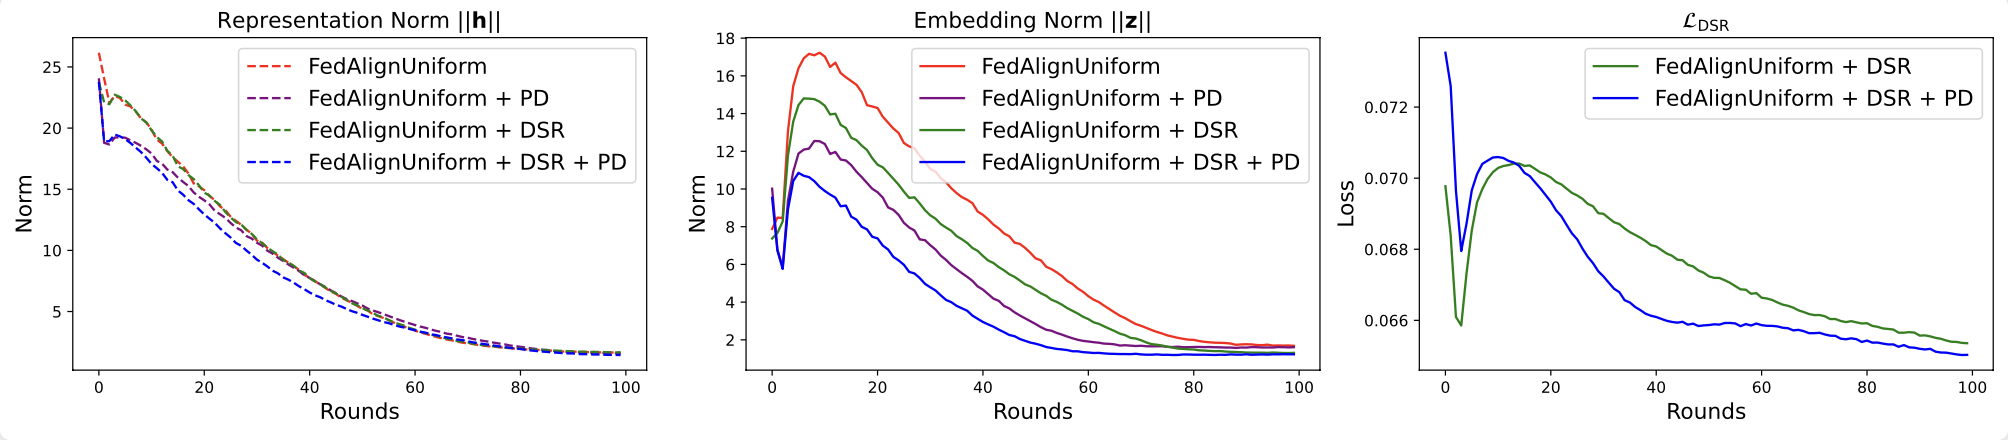 Representation Norm ||h||
25
20
15
10
5
Norm
FedAlignUniform
FedAlignUniform + PD
FedAlignUniform + DSR
FedAlignUniform + DSR + PD
0 20 40 60 80 100
Rounds
Embedding Norm ||z||
18
16
14
12
10
8
6
4
2
Norm
FedAlignUniform
FedAlignUniform + PD
FedAlignUniform + DSR
FedAlignUniform + DSR + PD
0 20 40 60 80 100
Rounds
ℒDSR
0.072
0.070
0.068
0.066
Loss
FedAlignUniform + DSR
FedAlignUniform + DSR + PD
0 20 40 60 80 100
Rounds